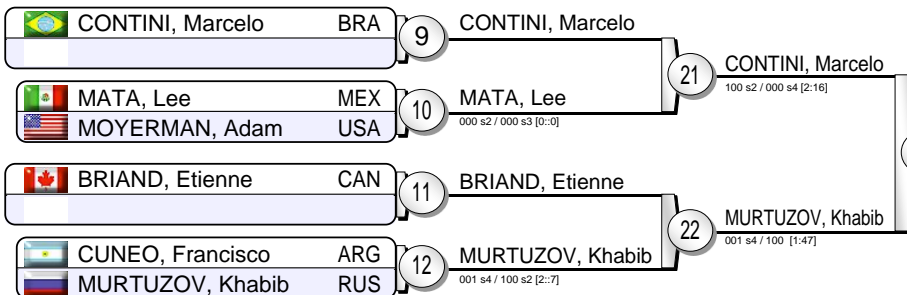 CONTINI, Marcelo BRA
9
CONTINI, Marcelo
MATA, Lee MEX
MOYERMAN, Adam USA
10
MATA, Lee
000 s2 / 000 s3 [0::0]
21
CONTINI, Marcelo
100 s2 / 000 s4 [2:16]
BRIAND, Etienne CAN
11
BRIAND, Etienne
CUNEO, Francisco ARG
MURTUZOV, Khabib RUS
12
MURTUZOV, Khabib
001 s4 / 100 s2 [2::7]
22
MURTUZOV, Khabib
001 s4 / 100 [1:47]